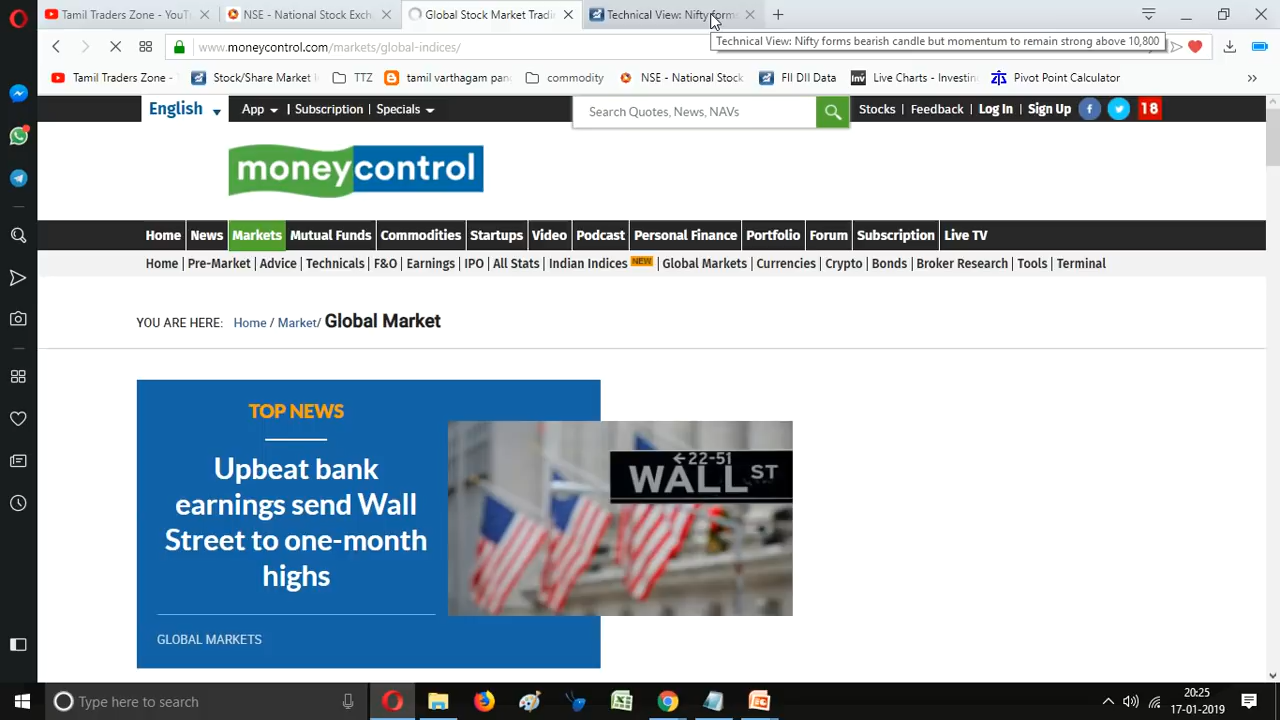 Tamil Traders Zone - YouT
NSE - National Stock Exch
Global Stock Market Tradi
Technical View: Nifty forms
www.moneycontrol.com/markets/global-indices/
Technical View: Nifty forms bearish candle but momentum to remain strong above 10,800
Tamil Traders Zone -
Stock/Share Market I
TTZ
tamil varthagam pan
commodity
NSE - National Stock
FII DII Data
Live Charts - Investin
Pivot Point Calculator
English
App
Subscription
Specials
Search Quotes, News, NAVs
Stocks
Feedback
Log In
Sign Up
18
moneycontrol
Home
News
Markets
Mutual Funds
Commodities
Startups
Video
Podcast
Personal Finance
Portfolio
Forum
Subscription
Live TV
Home
Pre-Market
Advice
Technicals
F&O
Earnings
IPO
All Stats
Indian Indices NEW
Global Markets
Currencies
Crypto
Bonds
Broker Research
Tools
Terminal
YOU ARE HERE: Home / Market/ Global Market
TOP NEWS
Upbeat bank
earnings send Wall
Street to one-month
highs
GLOBAL MARKETS
22-51
WALL ST
Type here to search
20:25
17-01-2019